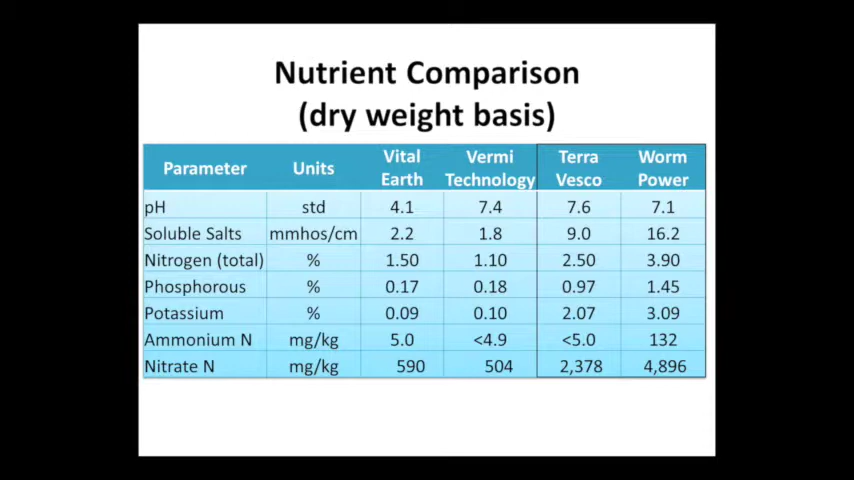 Nutrient Comparison
(dry weight basis)
Parameter Units Vital Earth Vermi Technology Terra Vesco Worm Power
pH std 4.1 7.4 7.6 7.1
Soluble Salts mmhos/cm 2.2 1.8 9.0 16.2
Nitrogen (total) % 1.50 1.10 2.50 3.90
Phosphorous % 0.17 0.18 0.97 1.45
Potassium % 0.09 0.10 2.07 3.09
Ammonium N mg/kg 5.0 <4.9 <5.0 132
Nitrate N mg/kg 590 504 2,378 4,896